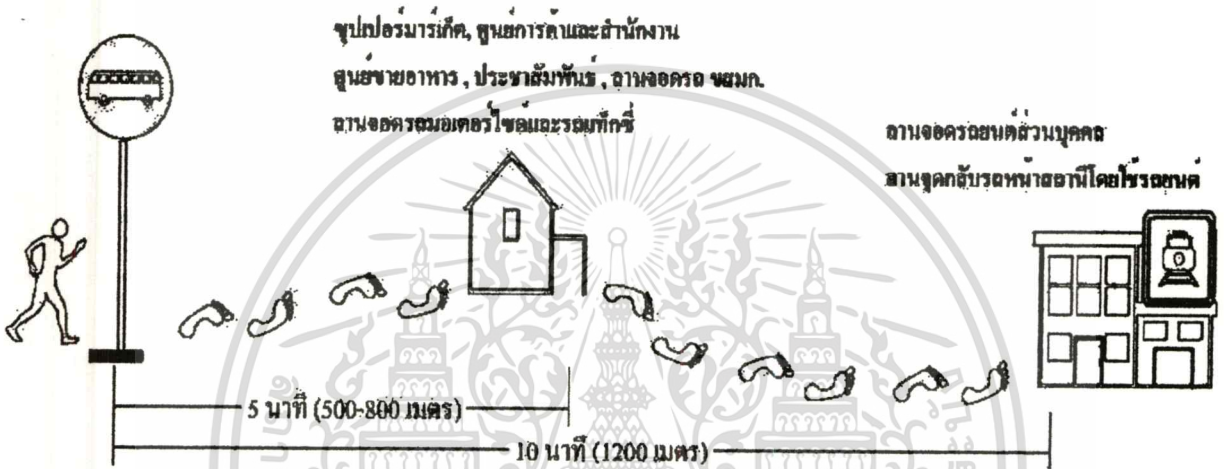 ซุปเปอร์มาร์เก็ต, ศูนย์การค้าและสำนักงาน
ศูนย์ขายอาหาร , ประชาสัมพันธ์ , ลานจอดรถ ขสมก.
ลานจอดรถมอเตอร์ไซด์และรถแท็กซี่
ลานจอดรถยนต์ส่วนบุคคล
ลานจุดกลับรถหน้าสถานีโดยใช้รถยนต์
5 นาที (500-800 เมตร)
10 นาที (1200 เมตร)